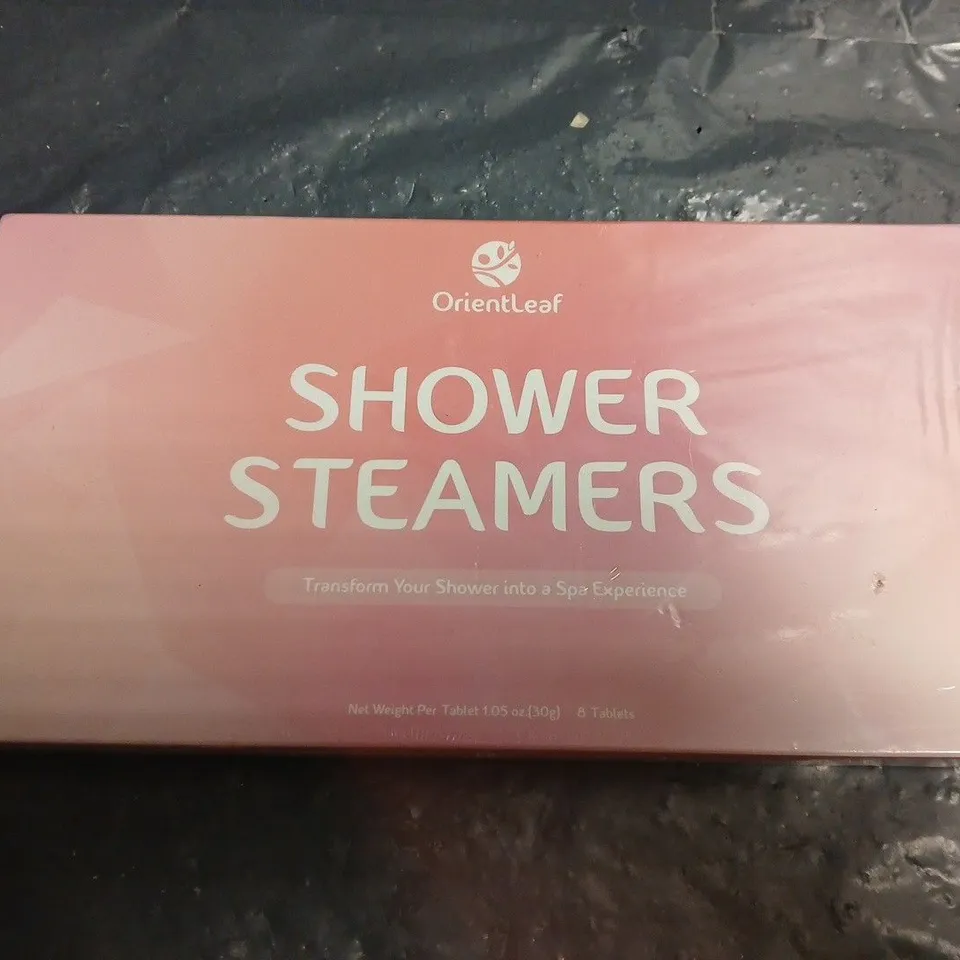 OrientLeaf
SHOWER
STEAMERS
Transform Your Shower into a Spa Experience
Net Weight Per Tablet 1.05 oz.(30g) 8 Tablets